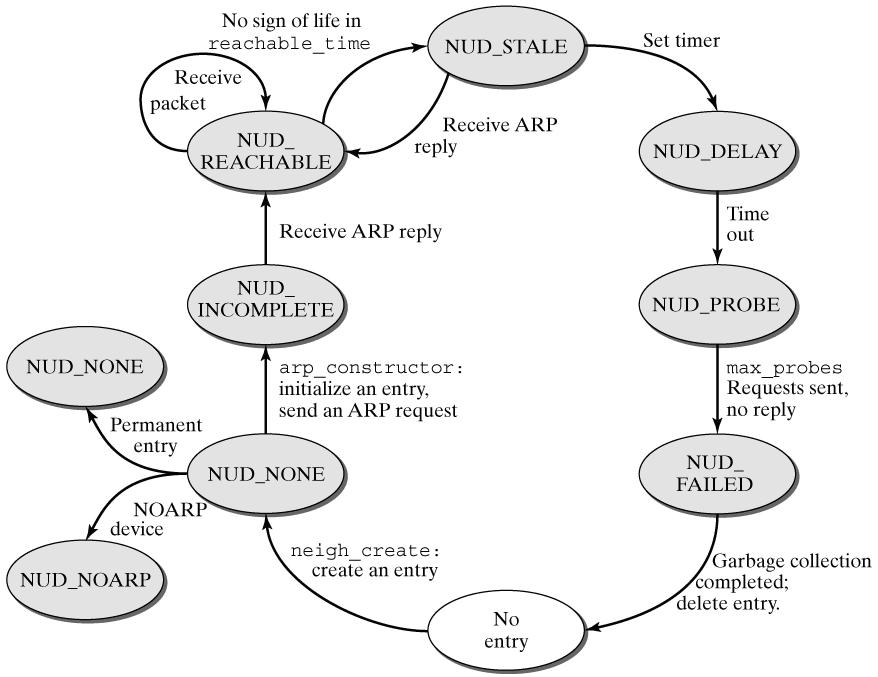 No sign of life in
reachable_time
NUD_STALE
Set timer
Receive
packet
NUD_
REACHABLE
Receive ARP
reply
NUD_DELAY
Receive ARP reply
Time
out
NUD_
INCOMPLETE
NUD_PROBE
NUD_NONE
arp_constructor:
initialize an entry,
send an ARP request
max_probes
Requests sent,
no reply
Permanent
entry
NUD_NONE
NUD_
FAILED
NOARP
device
NUD_NOARP
neigh_create:
create an entry
Garbage collection
completed;
delete entry.
No
entry